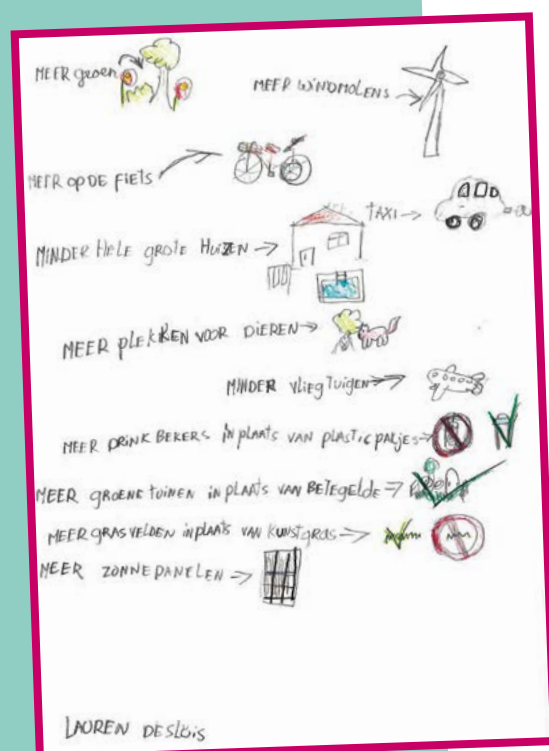 MEER groen
MEER WINDMOLENS
MEER OP DE FIETS
TAXI
MINDER HELE GROTE HUIZEN
MEER PLEKKEN VOOR DIEREN
MINDER vliegTuigen
MEER DRINK BEKERS IN PLAATS VAN PLASTIC PAKJES
MEER GROENE TUINEN IN PLAATS VAN BETEGELDE
MEER GRASVELDEN IN PLAATS VAN KUNSTGRAS
MEER ZONNEPANELEN
LAUREN